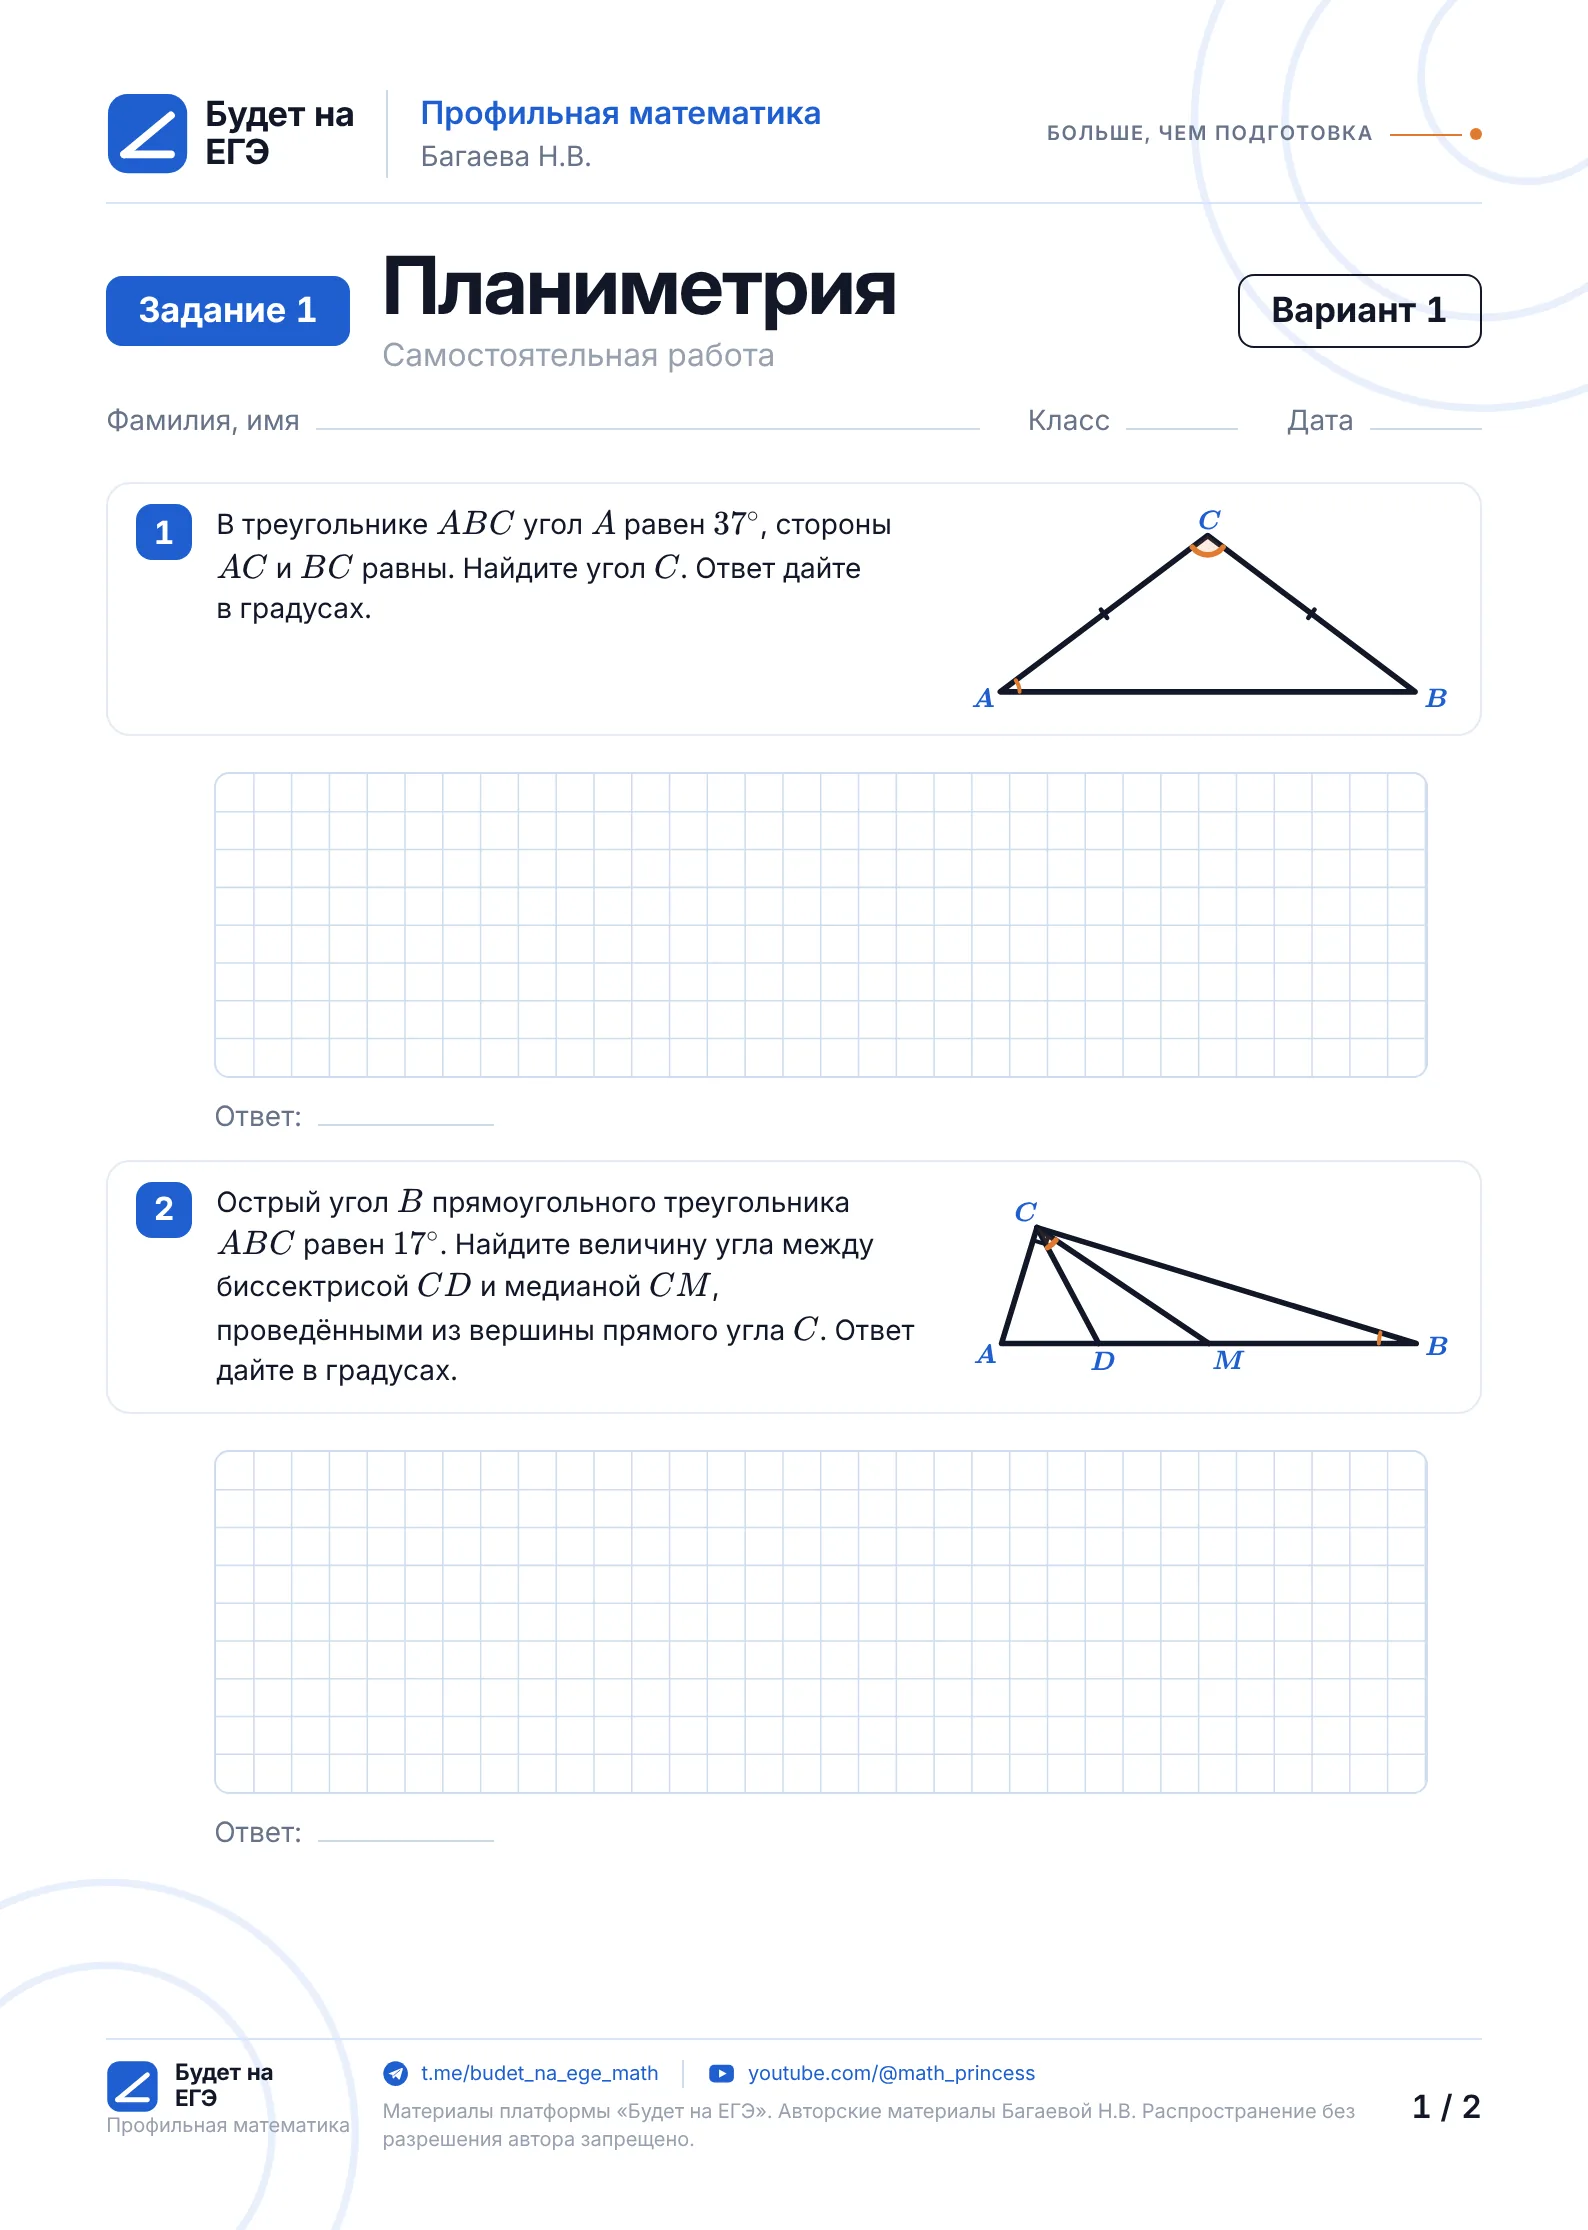 Будет на
ЕГЭ
Профильная математика
Багаева Н.В.
БОЛЬШЕ, ЧЕМ ПОДГОТОВКА
Задание 1
Планиметрия
Самостоятельная работа
Вариант 1
Фамилия, имя
Класс
Дата
1
В треугольнике ABC угол A равен 37°, стороны
AC и BC равны. Найдите угол C. Ответ дайте
в градусах.
C
A
B
Ответ:
2
Острый угол B прямоугольного треугольника
ABC равен 17°. Найдите величину угла между
биссектрисой CD и медианой CM,
проведёнными из вершины прямого угла C. Ответ
дайте в градусах.
C
A
D
M
B
Ответ:
Будет на
ЕГЭ
Профильная математика
t.me/budet_na_ege_math
youtube.com/@math_princess
Материалы платформы «Будет на ЕГЭ». Авторские материалы Багаевой Н.В. Распространение без
разрешения автора запрещено.
1 / 2